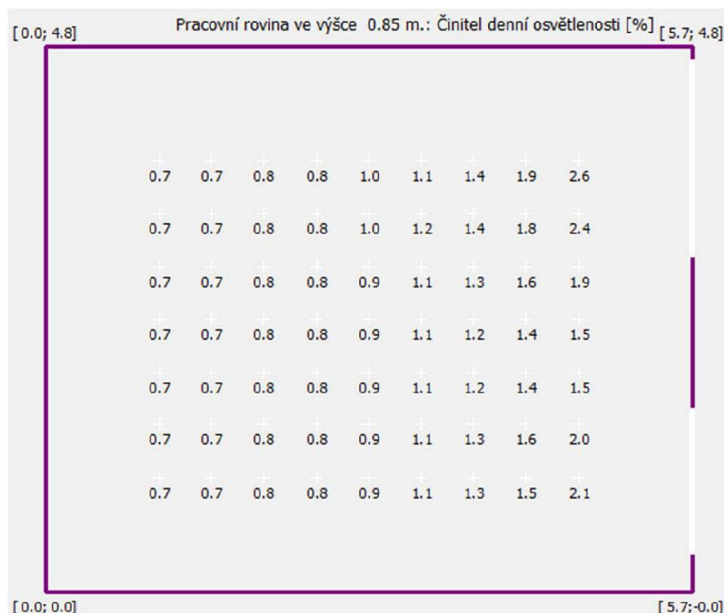 Pracovní rovina ve výšce 0.85 m.: Činitel denní osvětlenosti [%]
[ 0.0; 4.8] [ 5.7; 4.8]
0.7 0.7 0.8 0.8 1.0 1.1 1.4 1.9 2.6
0.7 0.7 0.8 0.8 1.0 1.2 1.4 1.8 2.4
0.7 0.7 0.8 0.8 0.9 1.1 1.3 1.6 1.9
0.7 0.7 0.8 0.8 0.9 1.1 1.2 1.4 1.5
0.7 0.7 0.8 0.8 0.9 1.1 1.2 1.4 1.5
0.7 0.7 0.8 0.8 0.9 1.1 1.3 1.6 2.0
0.7 0.7 0.8 0.8 0.9 1.1 1.3 1.5 2.1
[ 0.0; 0.0] [ 5.7;-0.0]